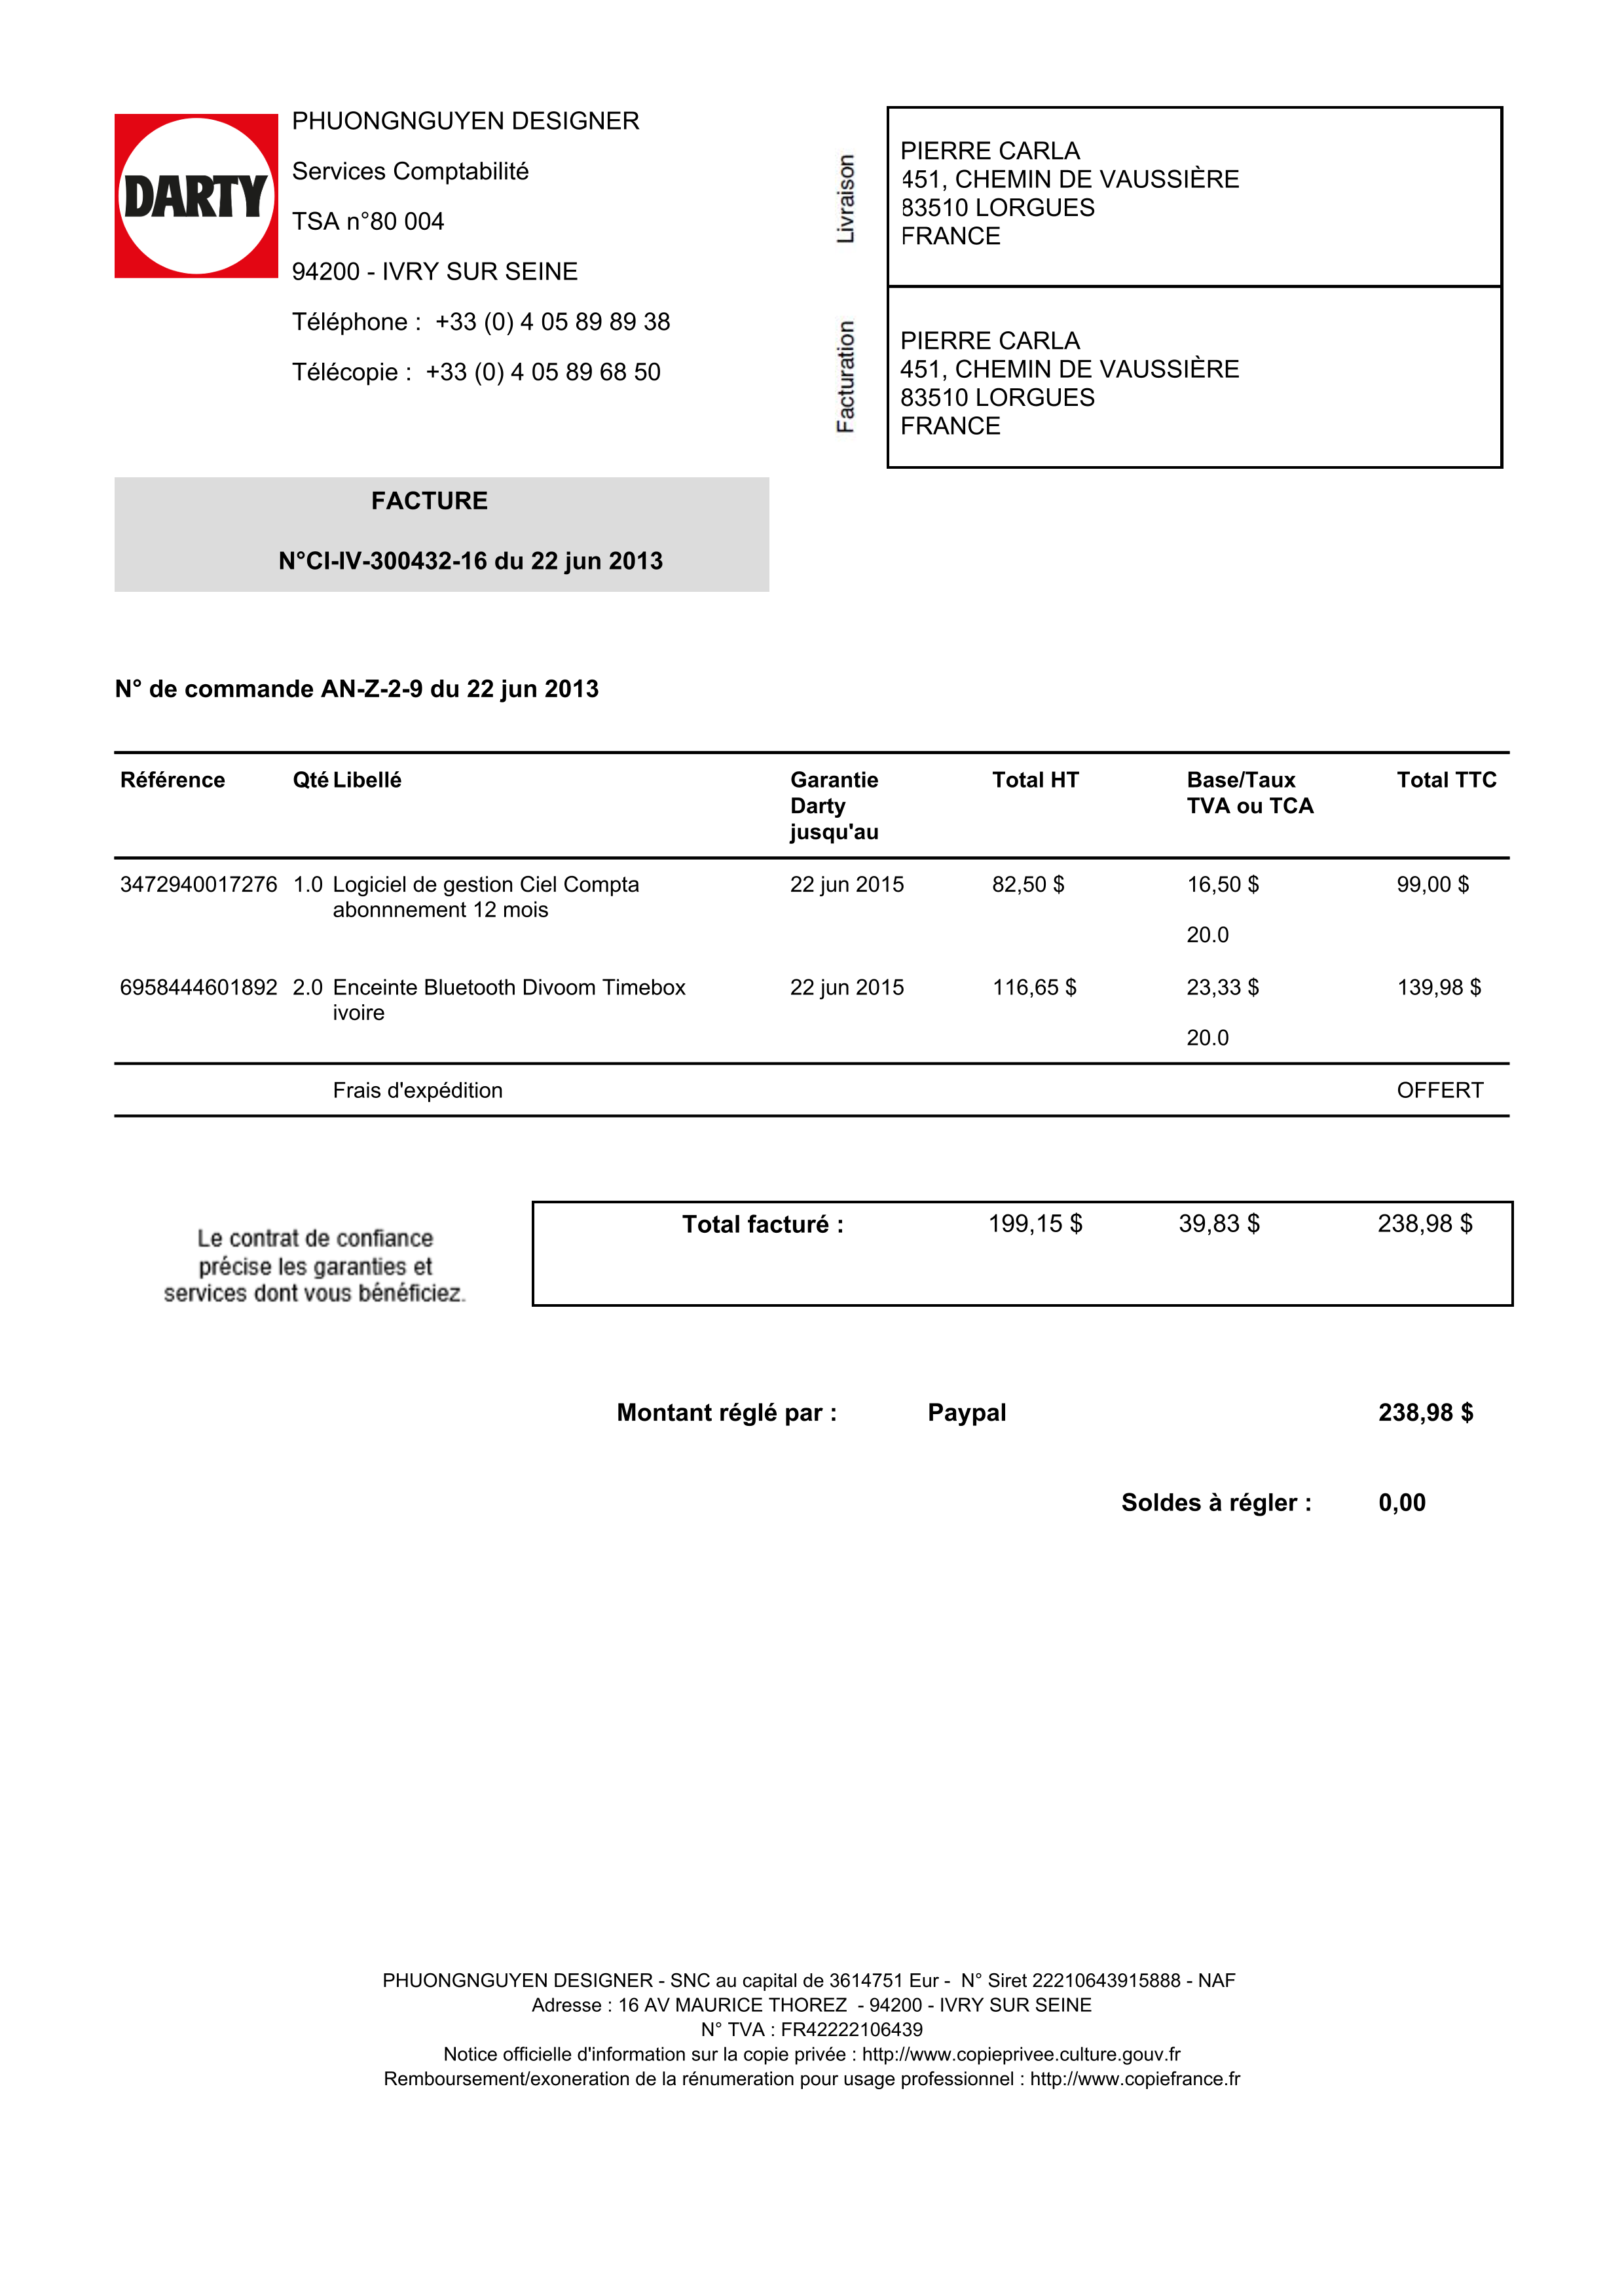 DARTY
PHUONGNGUYEN DESIGNER
Services Comptabilité
TSA n°80 004
94200 - IVRY SUR SEINE
Téléphone : +33 (0) 4 05 89 89 38
Télécopie : +33 (0) 4 05 89 68 50
Livraison
PIERRE CARLA
451, CHEMIN DE VAUSSIÈRE
83510 LORGUES
FRANCE
Facturation
PIERRE CARLA
451, CHEMIN DE VAUSSIÈRE
83510 LORGUES
FRANCE
FACTURE
N°CI-IV-300432-16 du 22 jun 2013
N° de commande AN-Z-2-9 du 22 jun 2013
Référence Qté Libellé Garantie Total HT Base/Taux Total TTC
Darty TVA ou TCA
jusqu'au
3472940017276 1.0 Logiciel de gestion Ciel Compta 22 jun 2015 82,50 $ 16,50 $ 99,00 $
abonnnement 12 mois
20.0
6958444601892 2.0 Enceinte Bluetooth Divoom Timebox 22 jun 2015 116,65 $ 23,33 $ 139,98 $
ivoire
20.0
Frais d'expédition OFFERT
Le contrat de confiance
précise les garanties et
services dont vous bénéficiez.
Total facturé : 199,15 $ 39,83 $ 238,98 $
Montant réglé par : Paypal 238,98 $
Soldes à régler : 0,00
PHUONGNGUYEN DESIGNER - SNC au capital de 3614751 Eur - N° Siret 22210643915888 - NAF
Adresse : 16 AV MAURICE THOREZ - 94200 - IVRY SUR SEINE
N° TVA : FR42222106439
Notice officielle d'information sur la copie privée : http://www.copieprivee.culture.gouv.fr
Remboursement/exoneration de la rénumeration pour usage professionnel : http://www.copiefrance.fr